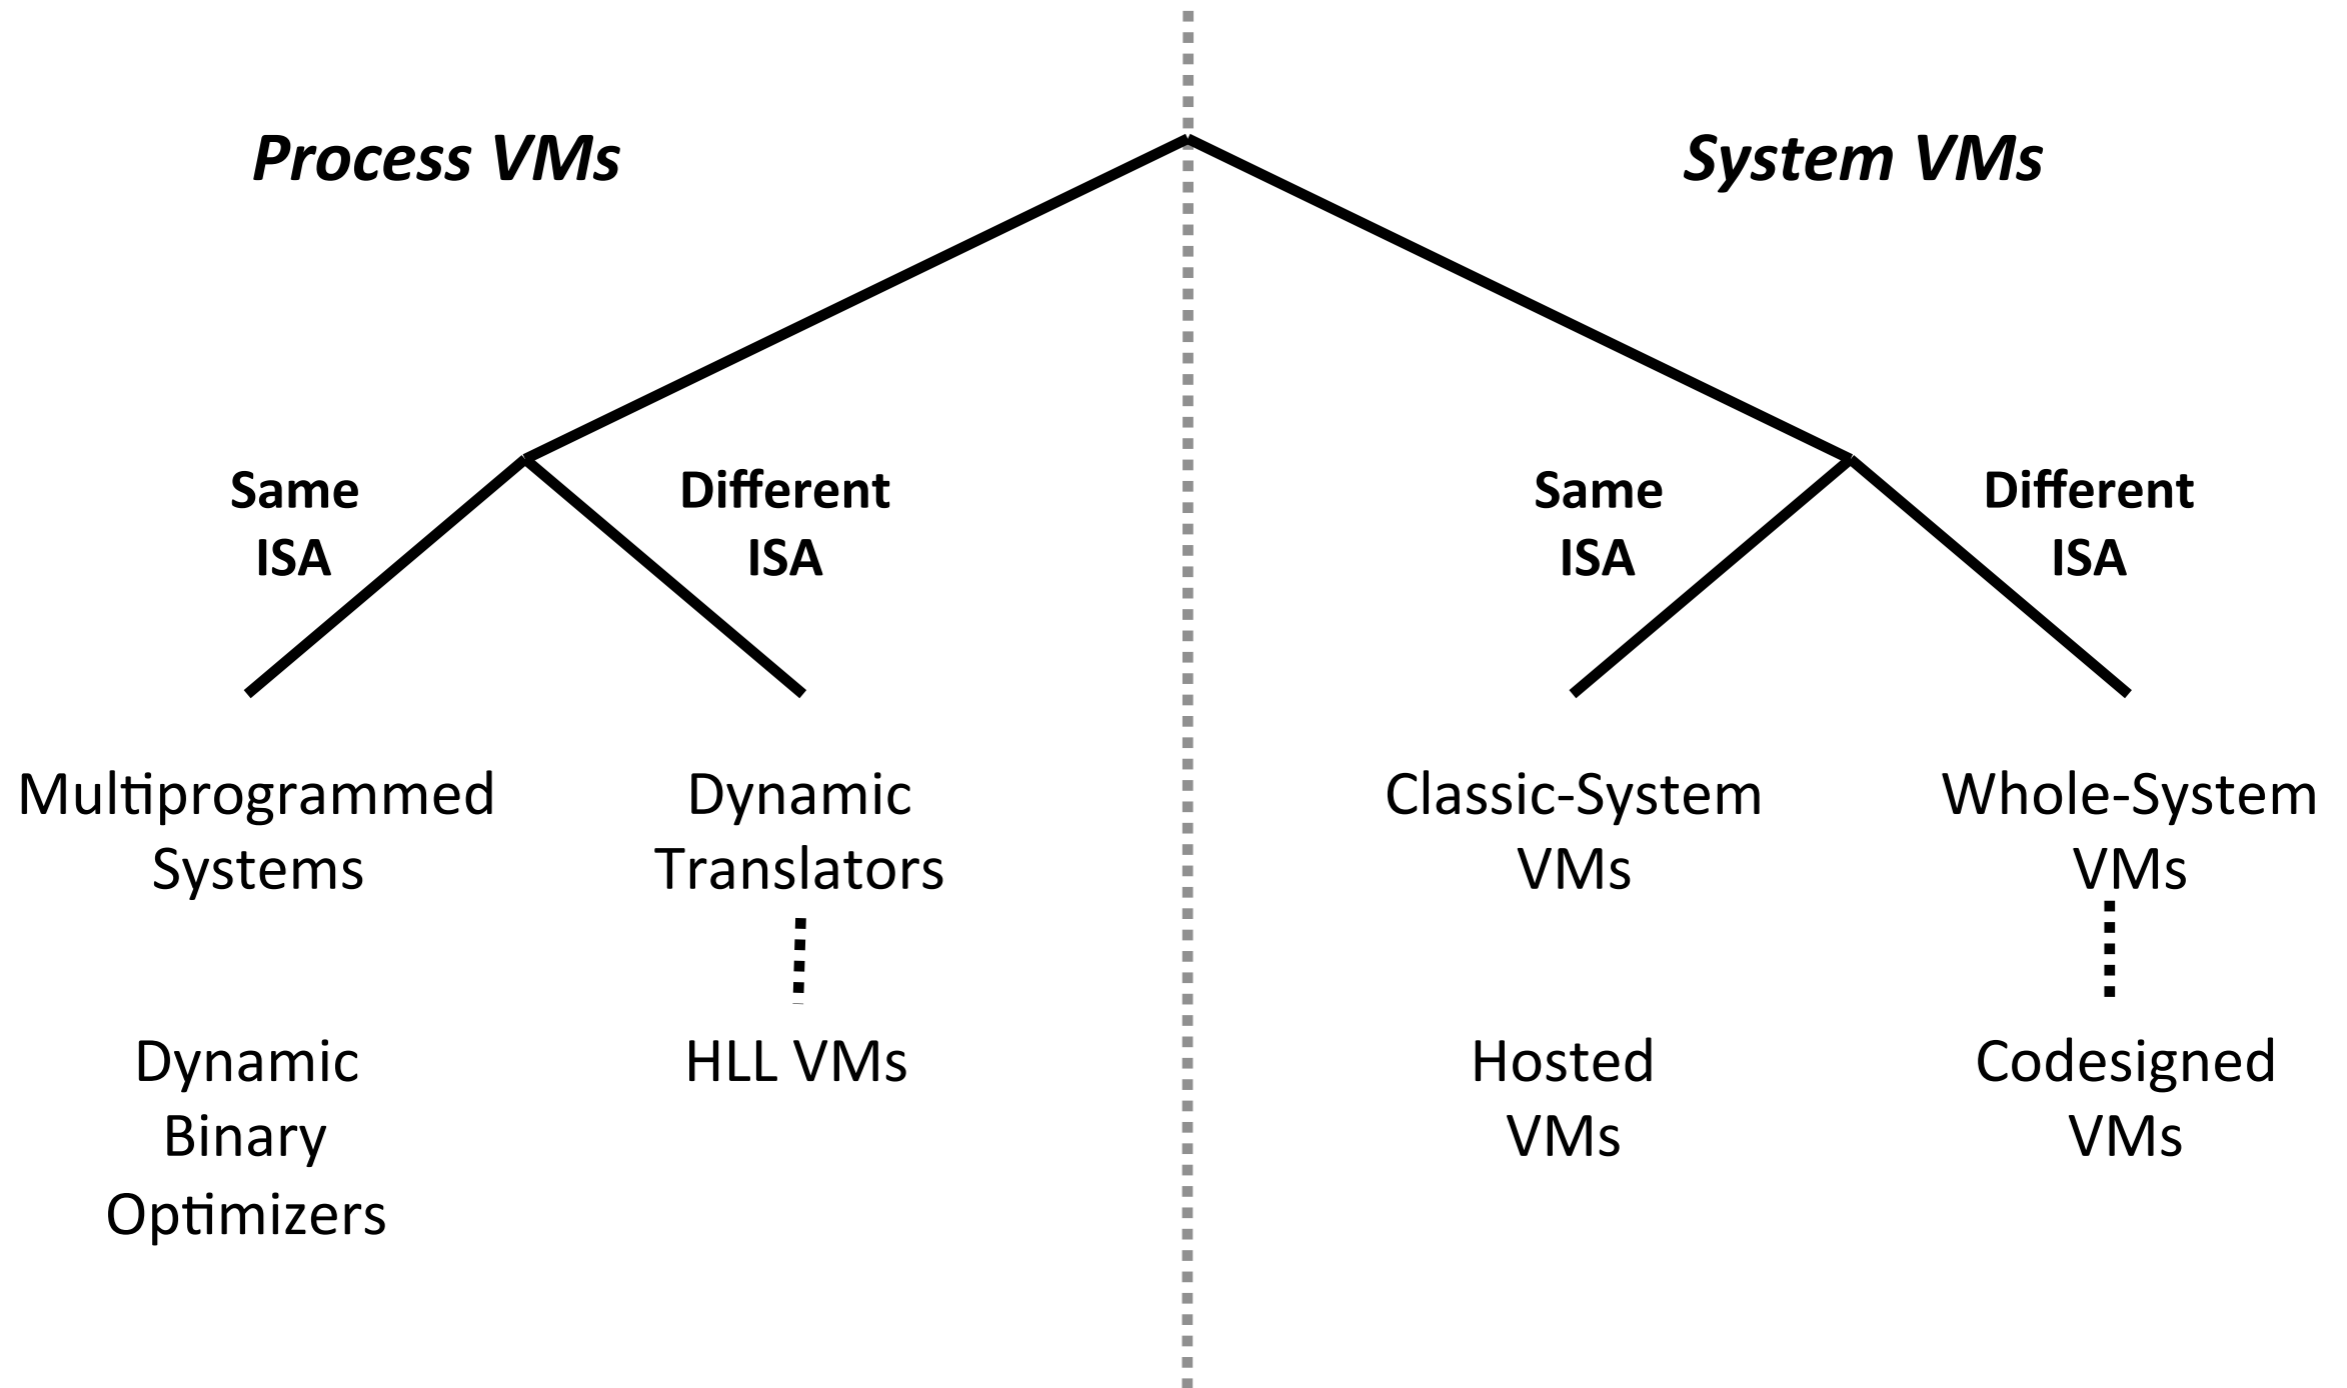 Process VMs
System VMs
Same
ISA
Different
ISA
Same
ISA
Different
ISA
Multiprogrammed
Systems
Dynamic
Translators
Classic-System
VMs
Whole-System
VMs
Dynamic
Binary
Optimizers
HLL VMs
Hosted
VMs
Codesigned
VMs